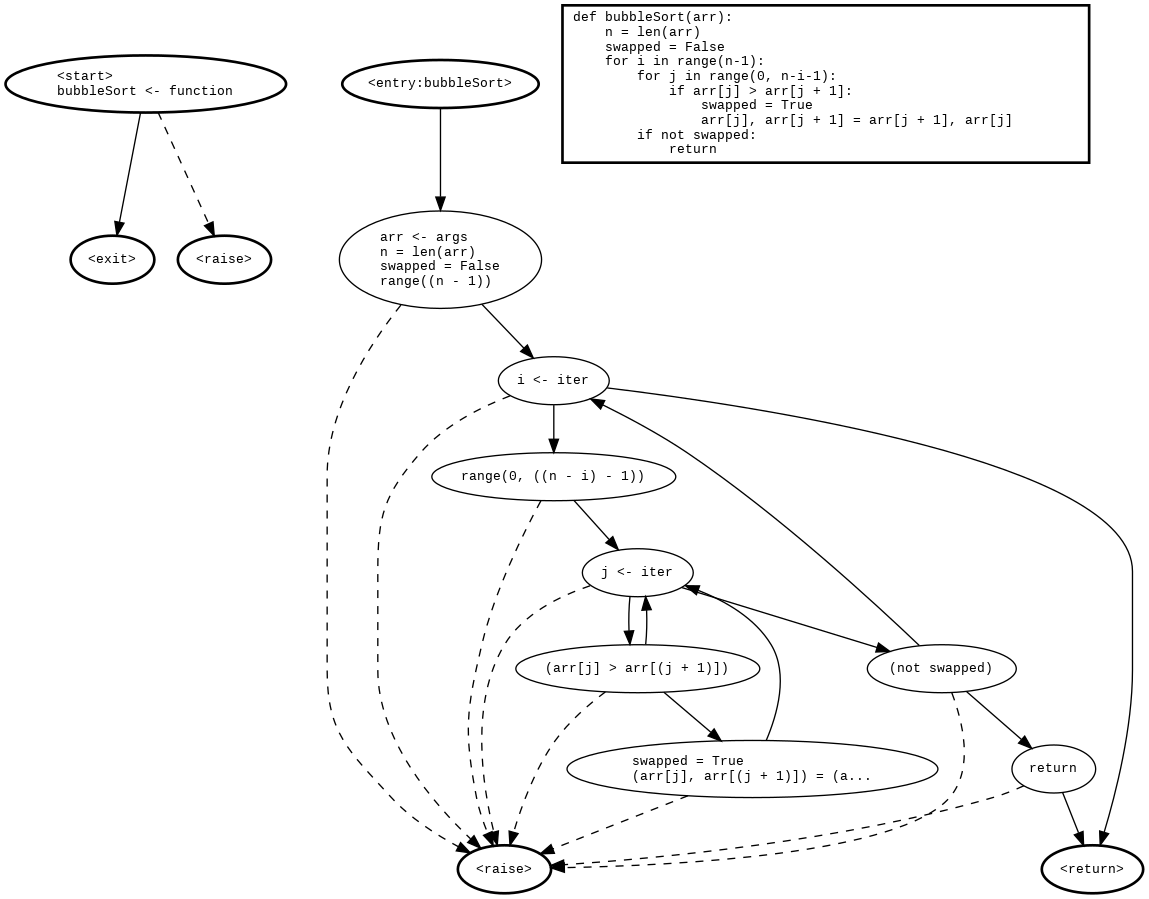 def bubbleSort(arr):
    n = len(arr)
    swapped = False
    for i in range(n-1):
        for j in range(0, n-i-1):
            if arr[j] > arr[j + 1]:
                swapped = True
                arr[j], arr[j + 1] = arr[j + 1], arr[j]
        if not swapped:
            return
<start>
bubbleSort <- function
<entry:bubbleSort>
<exit>
<raise>
arr <- args
n = len(arr)
swapped = False
range((n - 1))
i <- iter
range(0, ((n - i) - 1))
j <- iter
(arr[j] > arr[(j + 1)])
(not swapped)
swapped = True
(arr[j], arr[(j + 1)]) = (a...
return
<raise>
<return>